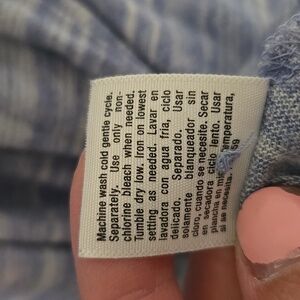 Machine wash cold gentle cycle.
Separately. Use only non-
chlorine bleach when needed.
Tumble dry low. Iron on lowest
setting as needed. Lavar en
lavadora con agua fría, ciclo
delicado. Separado. Usar
solamente blanqueador sin
cloro, cuando se necesite. Secar
en secadora ciclo lento. Usar
plancha en temperatura,
si se necesita. 59